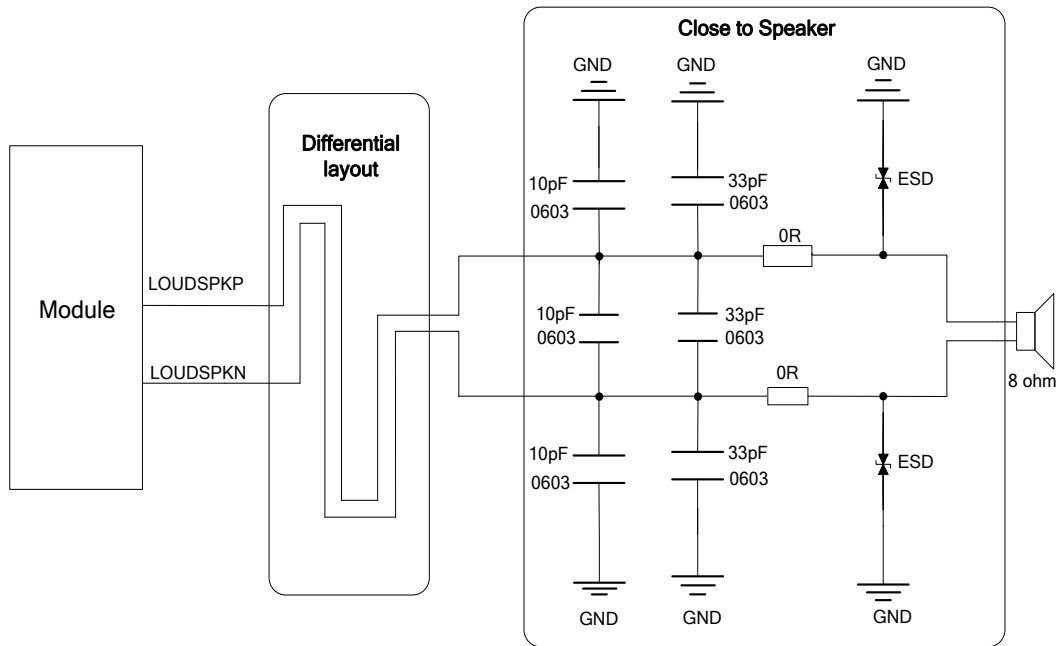 Close to Speaker
GND
GND
GND
Differential
layout
10pF
0603
33pF
0603
ESD
0R
LOUDSPKP
Module
10pF
0603
33pF
0603
LOUDSPKN
0R
8 ohm
10pF
0603
33pF
0603
ESD
GND
GND
GND